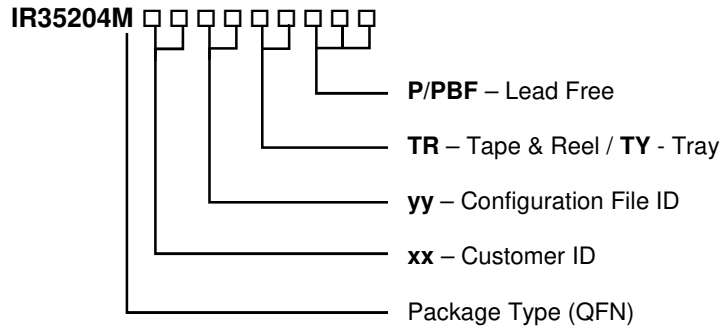 IR35204M □ □ □ □ □ □ □ □ □
P/PBF – Lead Free
TR – Tape & Reel / TY - Tray
yy – Configuration File ID
xx – Customer ID
Package Type (QFN)